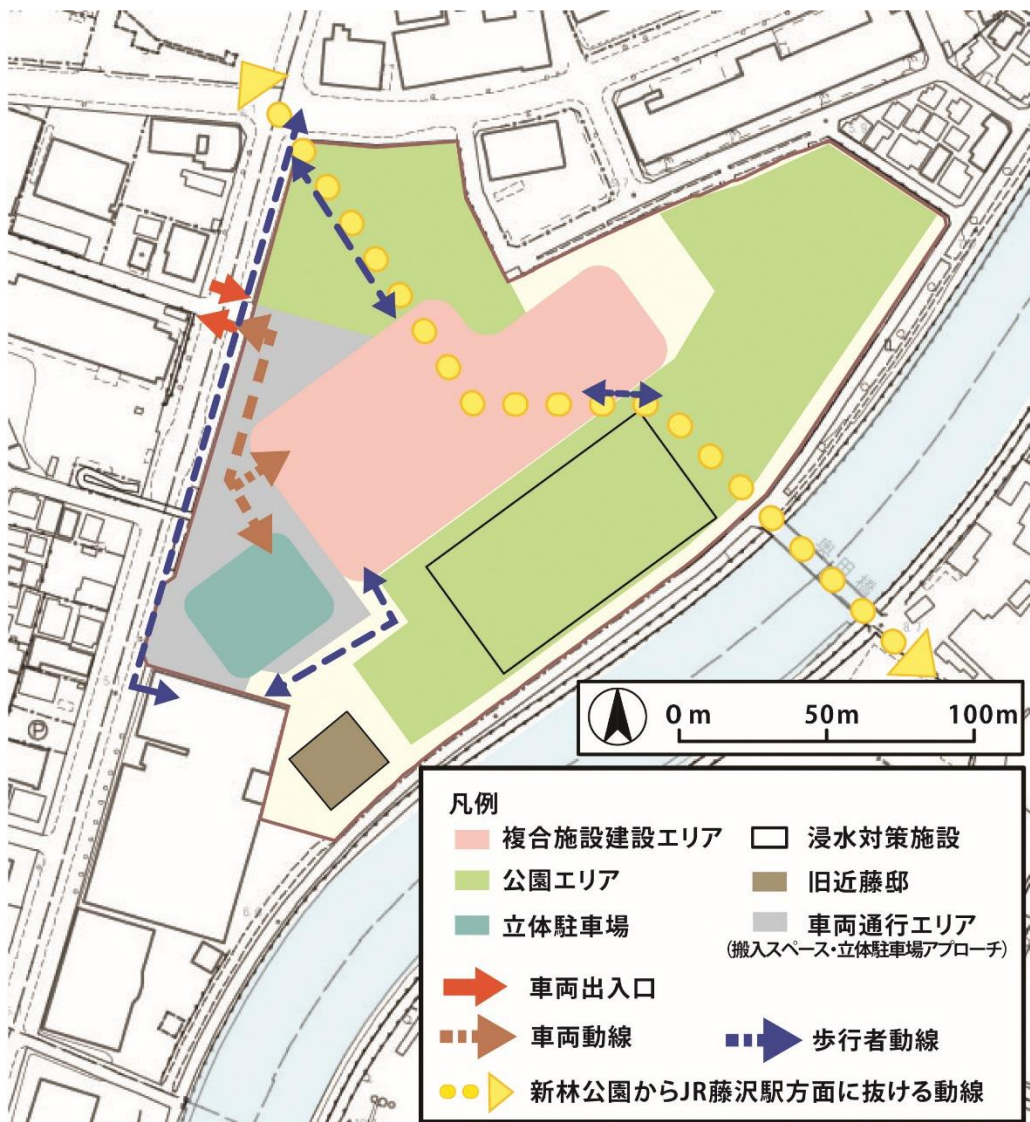 奥田橋
P
0m 50m 100m
凡例
複合施設建設エリア
浸水対策施設
公園エリア
旧近藤邸
立体駐車場
車両通行エリア
(搬入スペース・立体駐車場アプローチ)
車両出入口
車両動線
歩行者動線
新林公園からJR藤沢駅方面に抜ける動線